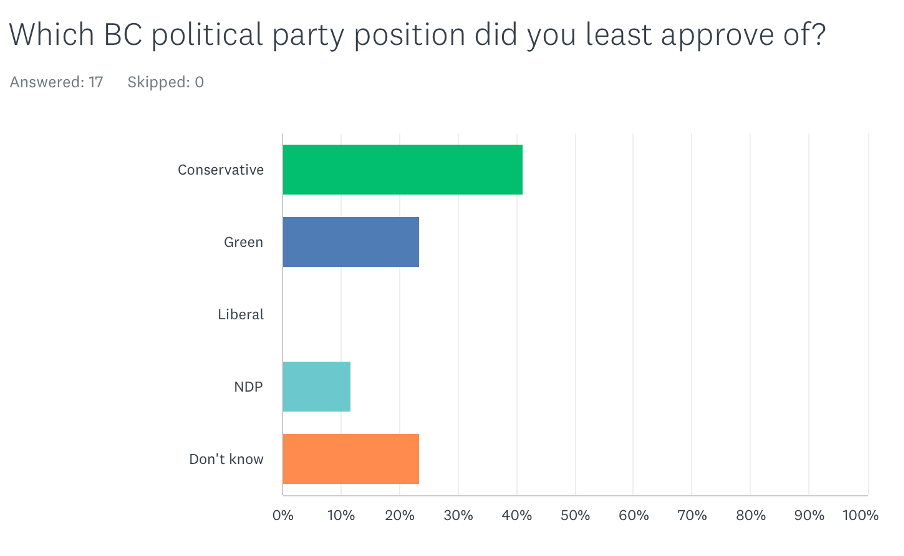 Which BC political party position did you least approve of?
Answered: 17 Skipped: 0
Conservative
Green
Liberal
NDP
Don't know
0% 10% 20% 30% 40% 50% 60% 70% 80% 90% 100%